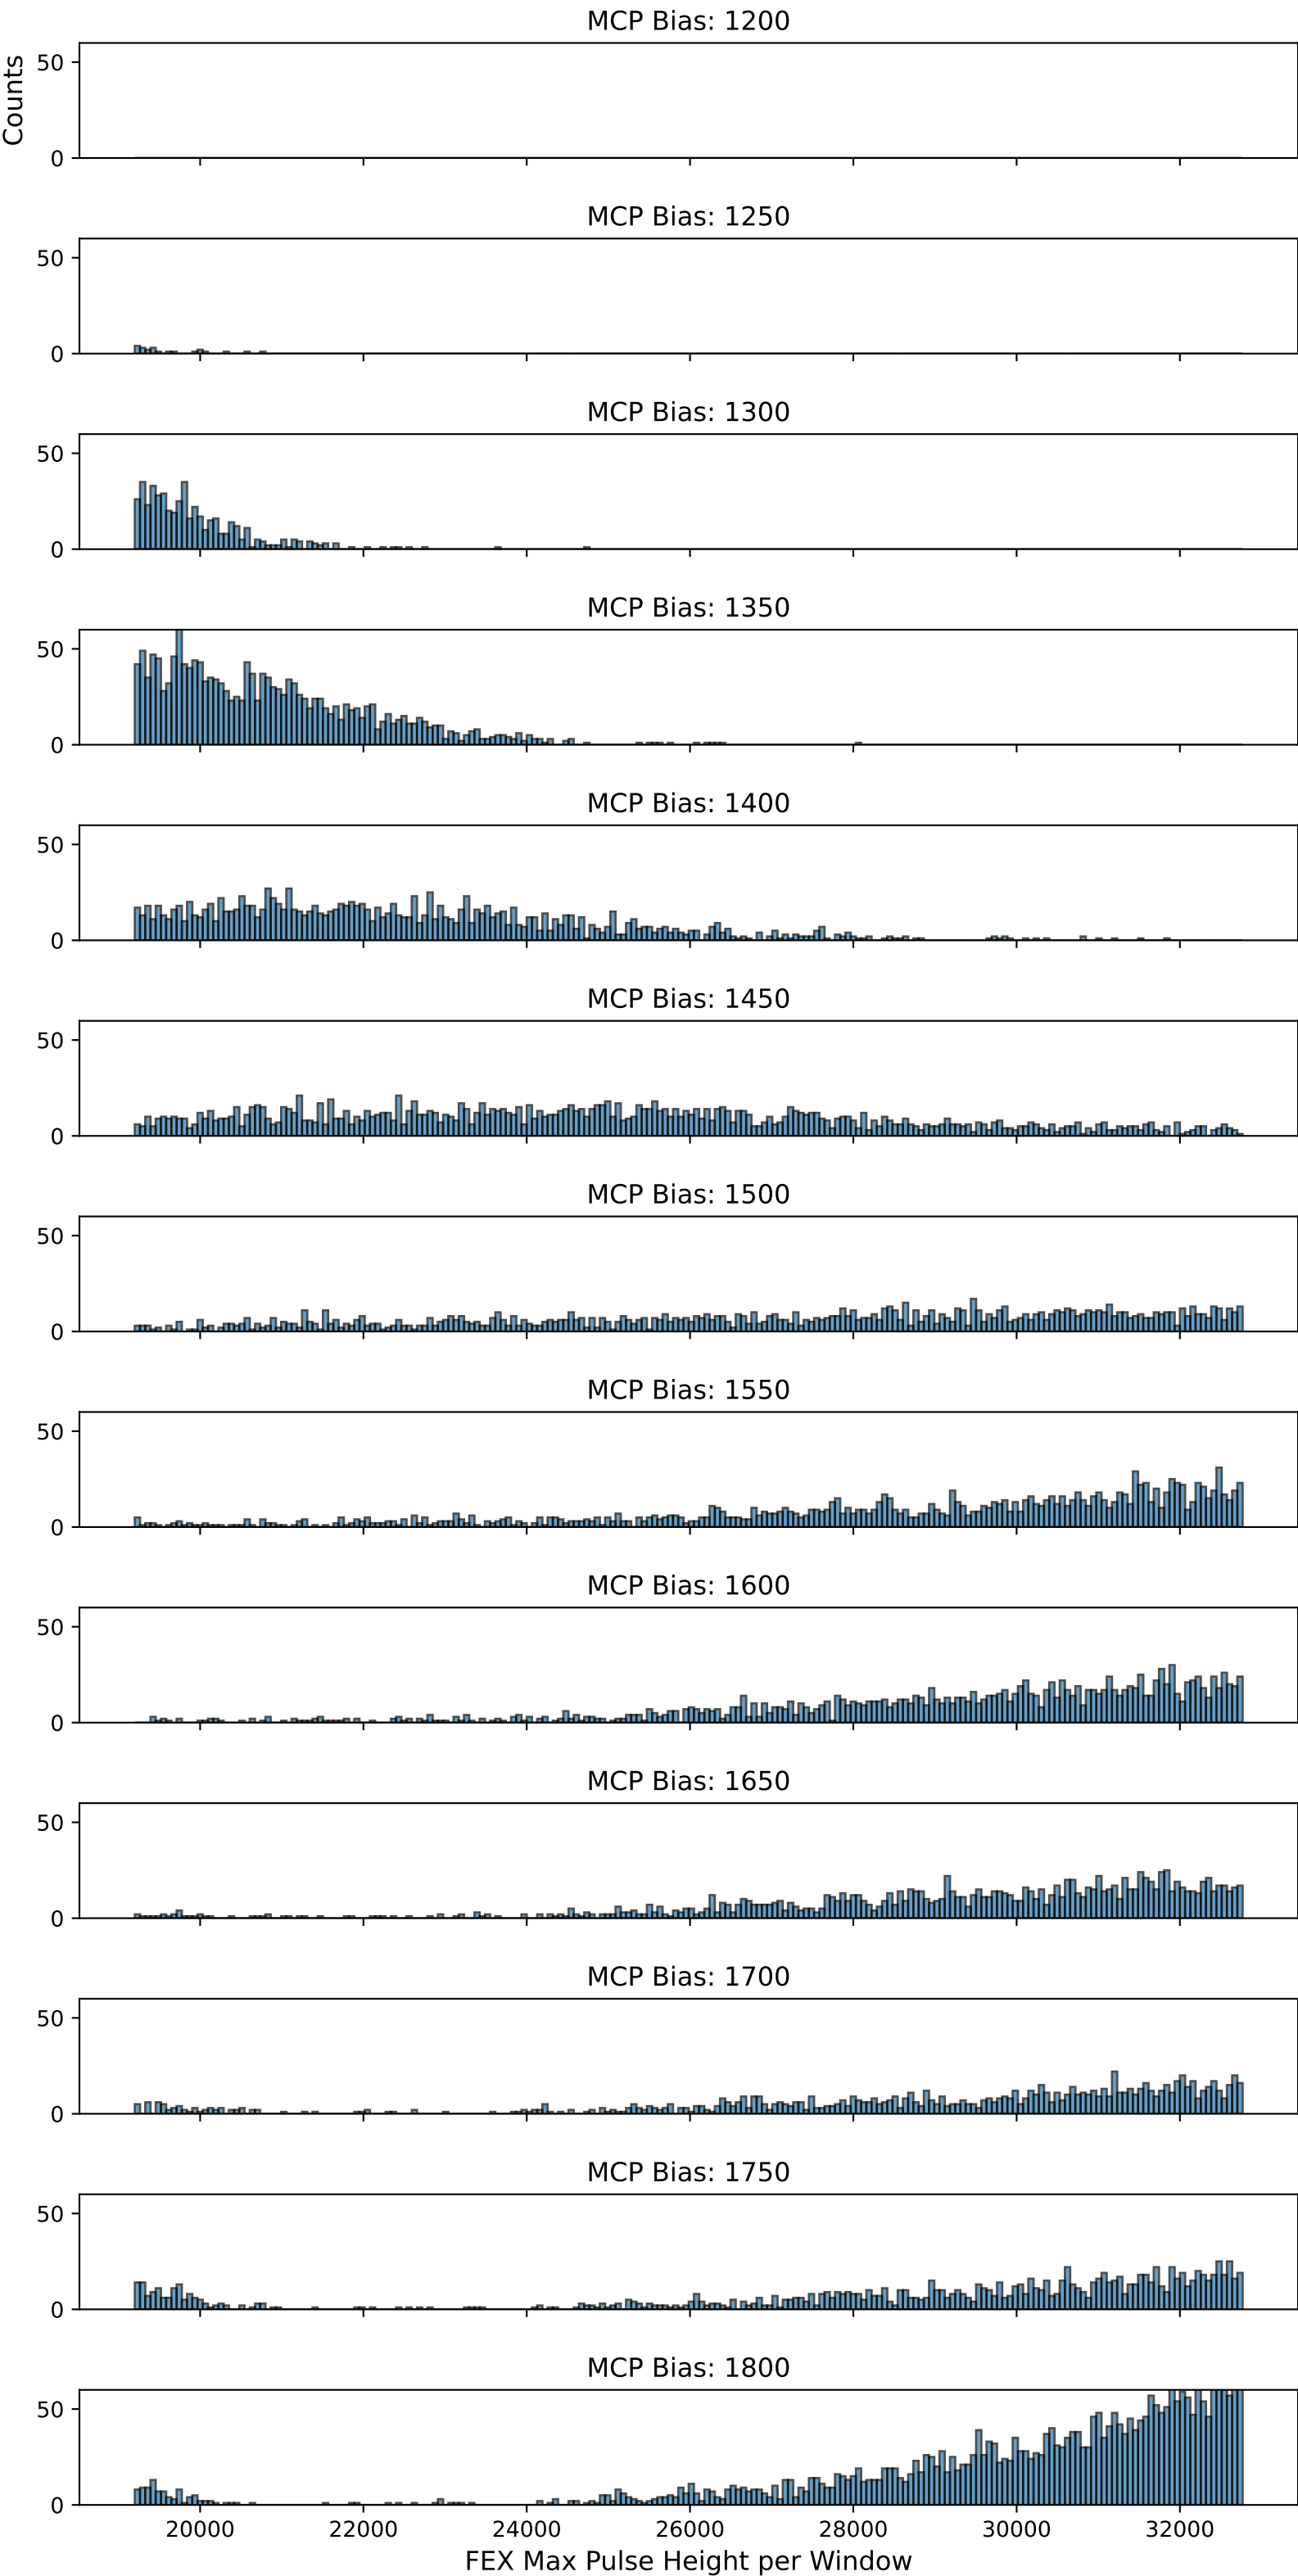 MCP Bias: 1200
Counts
50
0
MCP Bias: 1250
50
0
MCP Bias: 1300
50
0
MCP Bias: 1350
50
0
MCP Bias: 1400
50
0
MCP Bias: 1450
50
0
MCP Bias: 1500
50
0
MCP Bias: 1550
50
0
MCP Bias: 1600
50
0
MCP Bias: 1650
50
0
MCP Bias: 1700
50
0
MCP Bias: 1750
50
0
MCP Bias: 1800
50
0
20000 22000 24000 26000 28000 30000 32000
FEX Max Pulse Height per Window